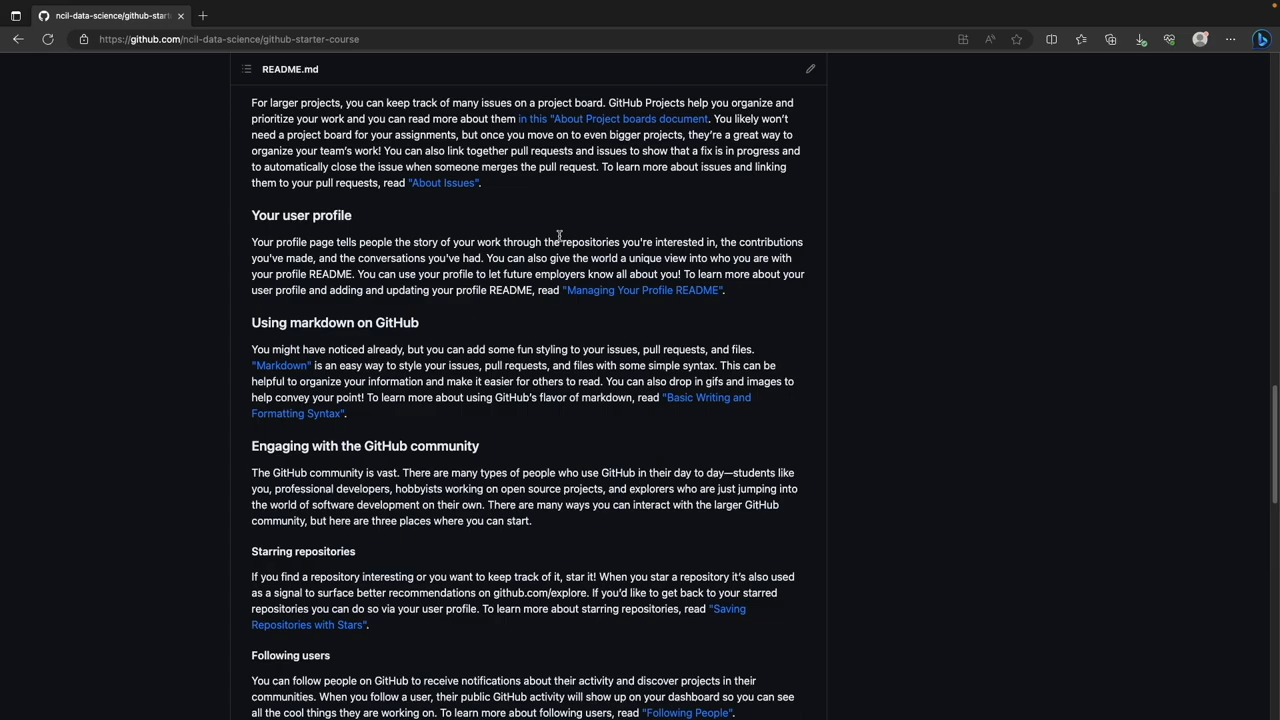 ncil-data-science/github-start
https://github.com/ncil-data-science/github-starter-course
README.md
For larger projects, you can keep track of many issues on a project board. GitHub Projects help you organize and
prioritize your work and you can read more about them in this "About Project boards document. You likely won't
need a project board for your assignments, but once you move on to even bigger projects, they're a great way to
organize your team's work! You can also link together pull requests and issues to show that a fix is in progress and
to automatically close the issue when someone merges the pull request. To learn more about issues and linking
them to your pull requests, read "About Issues".
Your user profile
Your profile page tells people the story of your work through the repositories you're interested in, the contributions
you've made, and the conversations you've had. You can also give the world a unique view into who you are with
your profile README. You can use your profile to let future employers know all about you! To learn more about your
user profile and adding and updating your profile README, read "Managing Your Profile README".
Using markdown on GitHub
You might have noticed already, but you can add some fun styling to your issues, pull requests, and files.
"Markdown" is an easy way to style your issues, pull requests, and files with some simple syntax. This can be
helpful to organize your information and make it easier for others to read. You can also drop in gifs and images to
help convey your point! To learn more about using GitHub's flavor of markdown, read "Basic Writing and
Formatting Syntax".
Engaging with the GitHub community
The GitHub community is vast. There are many types of people who use GitHub in their day to day—students like
you, professional developers, hobbyists working on open source projects, and explorers who are just jumping into
the world of software development on their own. There are many ways you can interact with the larger GitHub
community, but here are three places where you can start.
Starring repositories
If you find a repository interesting or you want to keep track of it, star it! When you star a repository it's also used
as a signal to surface better recommendations on github.com/explore. If you'd like to get back to your starred
repositories you can do so via your user profile. To learn more about starring repositories, read "Saving
Repositories with Stars".
Following users
You can follow people on GitHub to receive notifications about their activity and discover projects in their
communities. When you follow a user, their public GitHub activity will show up on your dashboard so you can see
all the cool things they are working on. To learn more about following users, read "Following People".